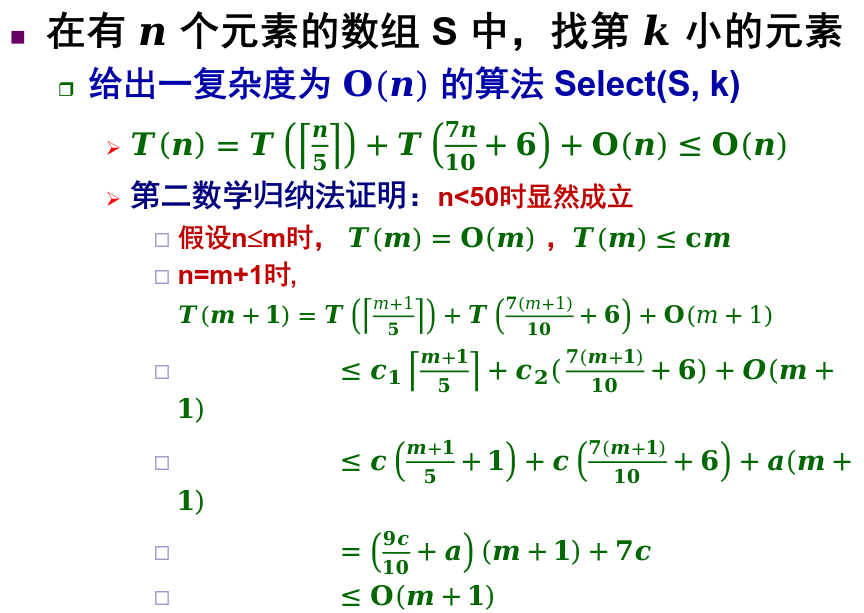 在有 n 个元素的数组 S 中，找第 k 小的元素
给出一复杂度为 O(n) 的算法 Select(S, k)
T(n) = T(⌈n/5⌉) + T(7n/10 + 6) + O(n) ≤ O(n)
第二数学归纳法证明：n<50时显然成立
假设n≤m时， T(m) = O(m) ，T(m) ≤ cm
n=m+1时,
T(m + 1) = T(⌈m+1/5⌉) + T(7(m+1)/10 + 6) + O(m + 1)
≤ c₁⌈m+1/5⌉ + c₂(7(m+1)/10 + 6) + O(m +
1)
≤ c(m+1/5 + 1) + c(7(m+1)/10 + 6) + a(m +
1)
= (9c/10 + a)(m + 1) + 7c
≤ O(m + 1)